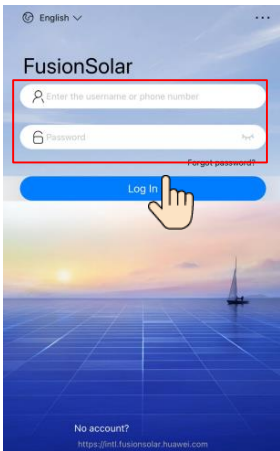 English
FusionSolar
Enter the username or phone number
Password
Forgot password?
Log In
No account?
https://intl.fusionsolar.huawei.com